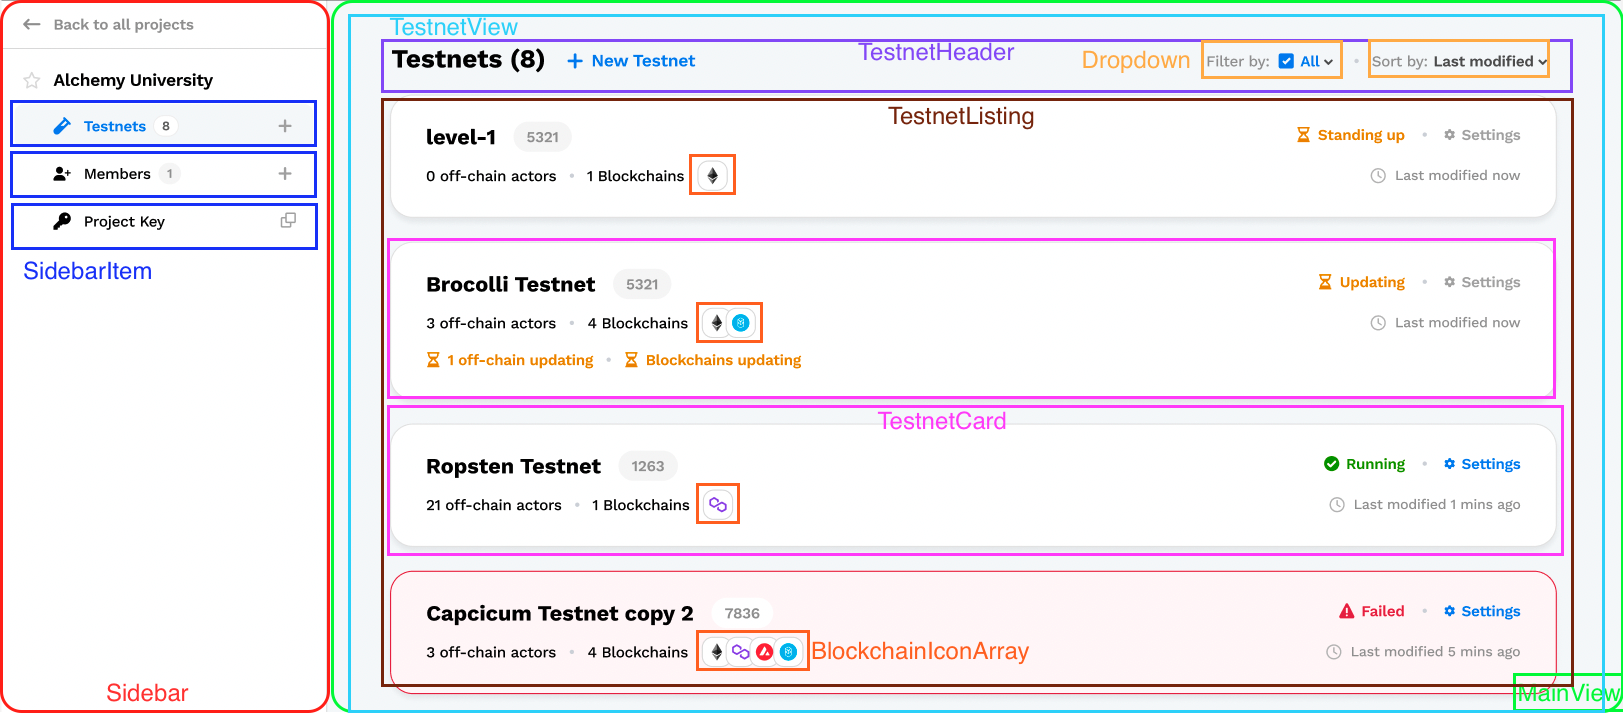 Back to all projects
Alchemy University
Testnets 8
Members 1
Project Key
SidebarItem
Sidebar
TestnetView
Testnets (8) New Testnet TestnetHeader Dropdown Filter by: All • Sort by: Last modified
TestnetListing
level-1 5321 Standing up • Settings
0 off-chain actors • 1 Blockchains Last modified now
Brocolli Testnet 5321 Updating • Settings
3 off-chain actors • 4 Blockchains Last modified now
1 off-chain updating • Blockchains updating
TestnetCard
Ropsten Testnet 1263 Running • Settings
21 off-chain actors • 1 Blockchains Last modified 1 mins ago
Capcicum Testnet copy 2 7836 Failed • Settings
3 off-chain actors • 4 Blockchains BlockchainIconArray Last modified 5 mins ago
MainView